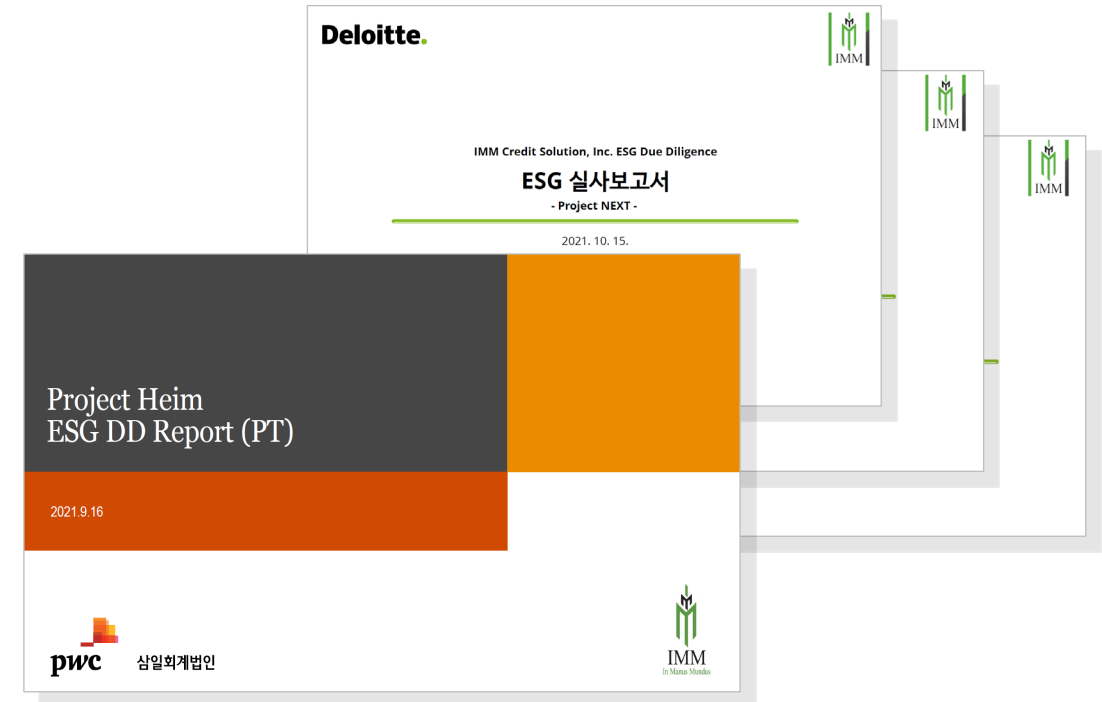 Deloitte.
IMM
IMM Credit Solution, Inc. ESG Due Diligence
ESG 실사보고서
- Project NEXT -
2021. 10. 15.
IMM
IMM
Project Heim
ESG DD Report (PT)
2021.9.16
pwc 삼일회계법인
IMM
In Manus Mundus